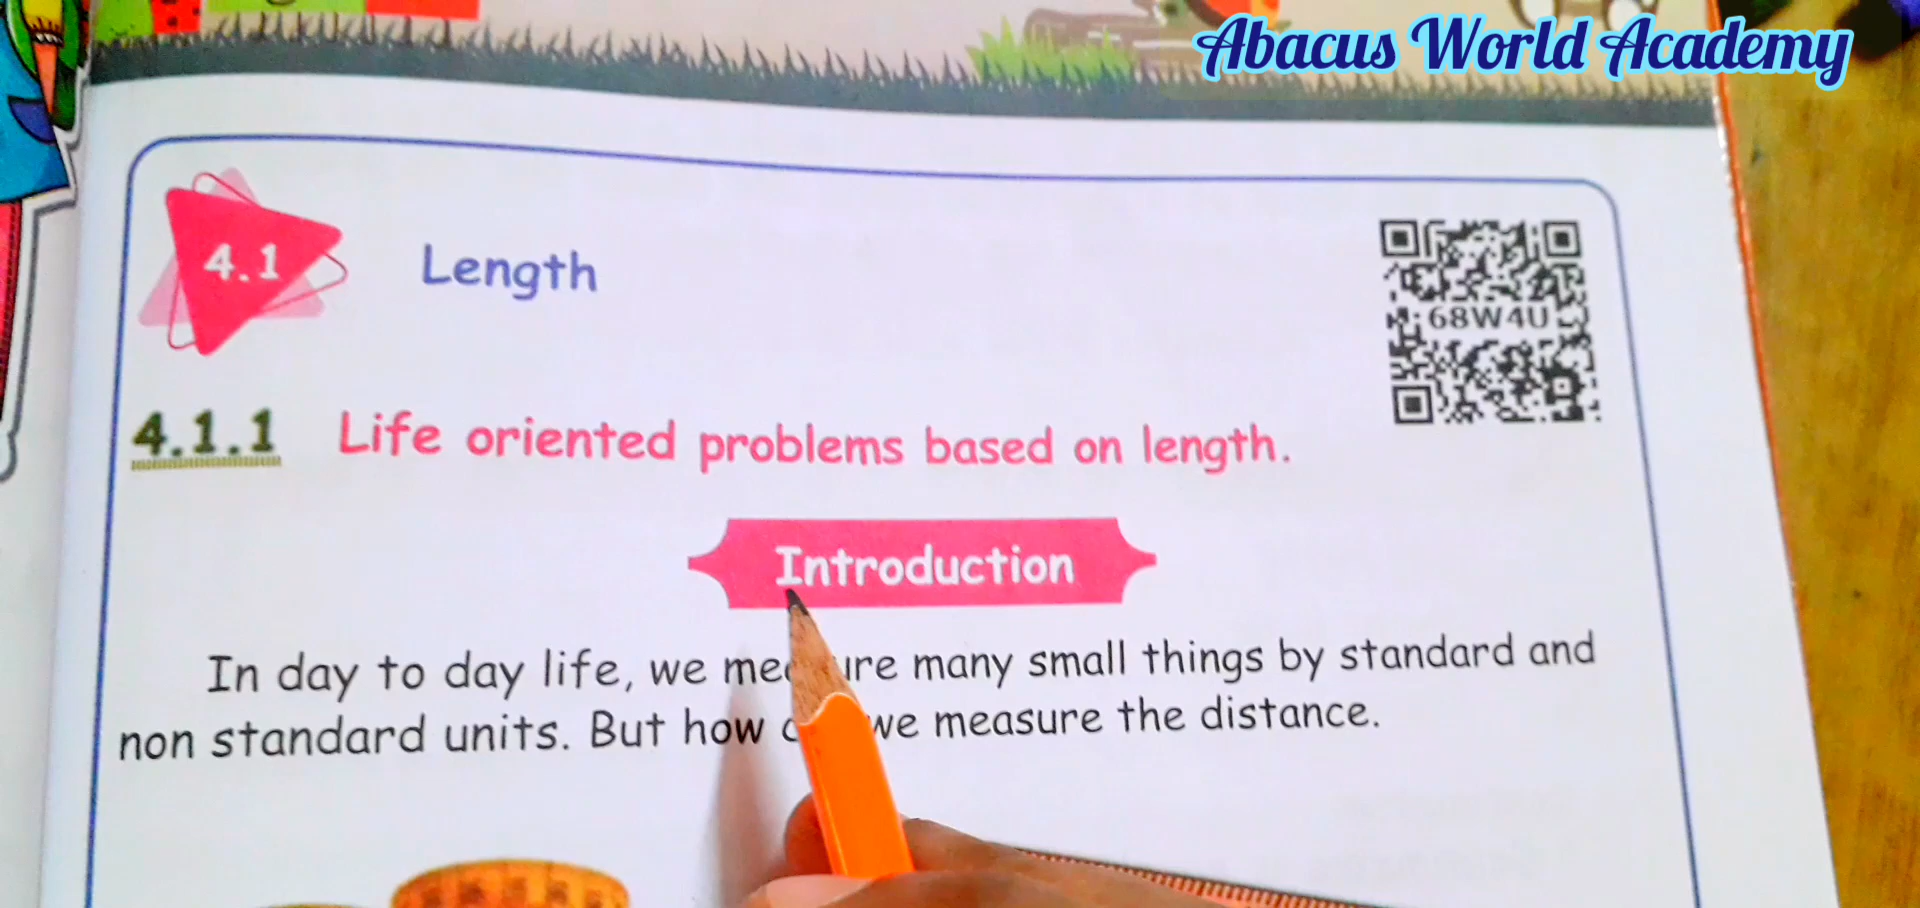 Abacus World Academy
4.1 Length
68W4U
4.1.1 Life oriented problems based on length.
Introduction
In day to day life, we measure many small things by standard and
non standard units. But how we measure the distance.